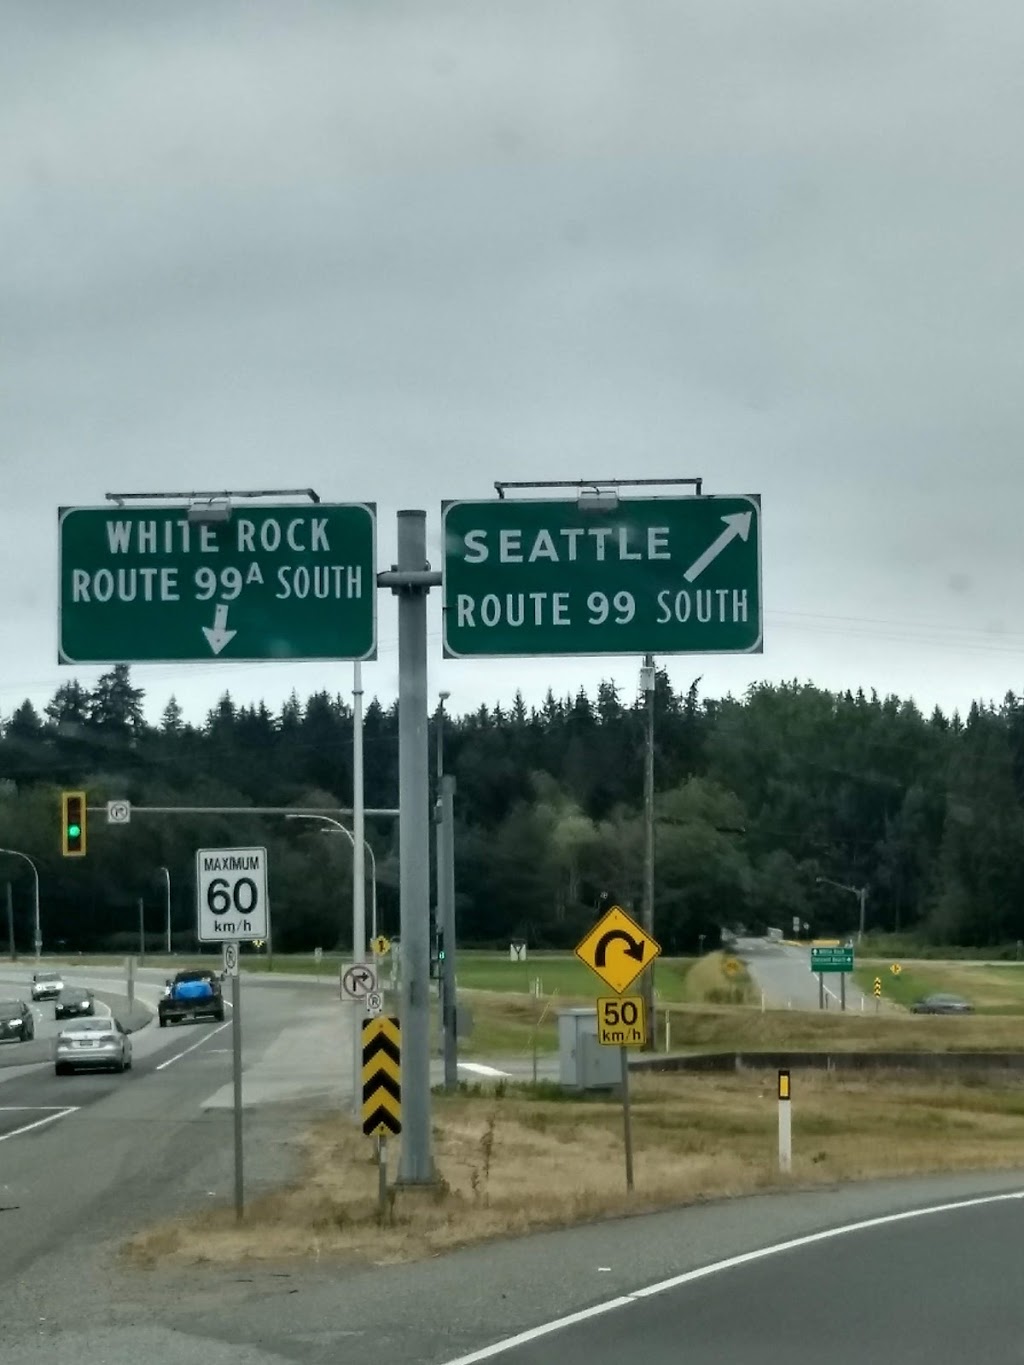 WHITE ROCK
ROUTE 99A SOUTH
SEATTLE
ROUTE 99 SOUTH
MAXIMUM
60
km/h
50
km/h